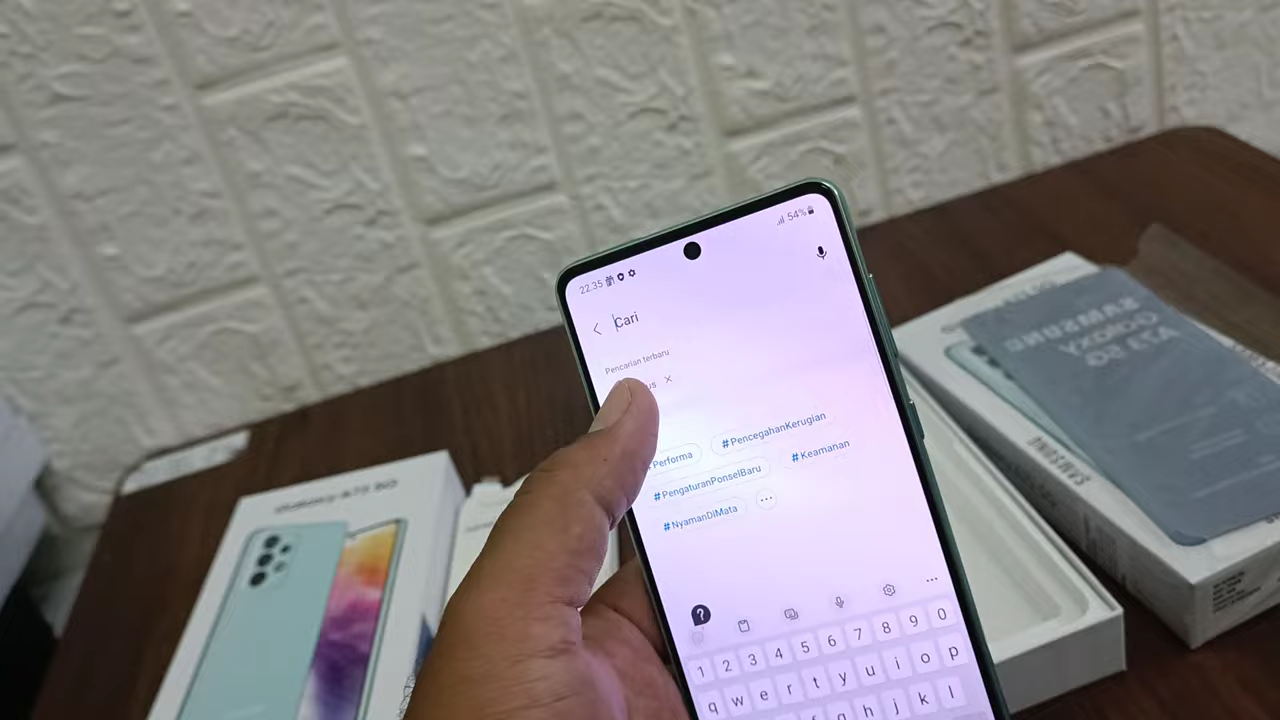 22.35
54%
Cari
Pencarian terbaru
#PencegahanKerugian
#Performa
#Keamanan
#PengaturanPonselBaru
#NyamanDiMata
1 2 3 4 5 6 7 8 9 0
q w e r t y u i o p
h j k l
Galaxy A73 5G
SAMSUNG
Galaxy
A73 5G
SAMSUNG